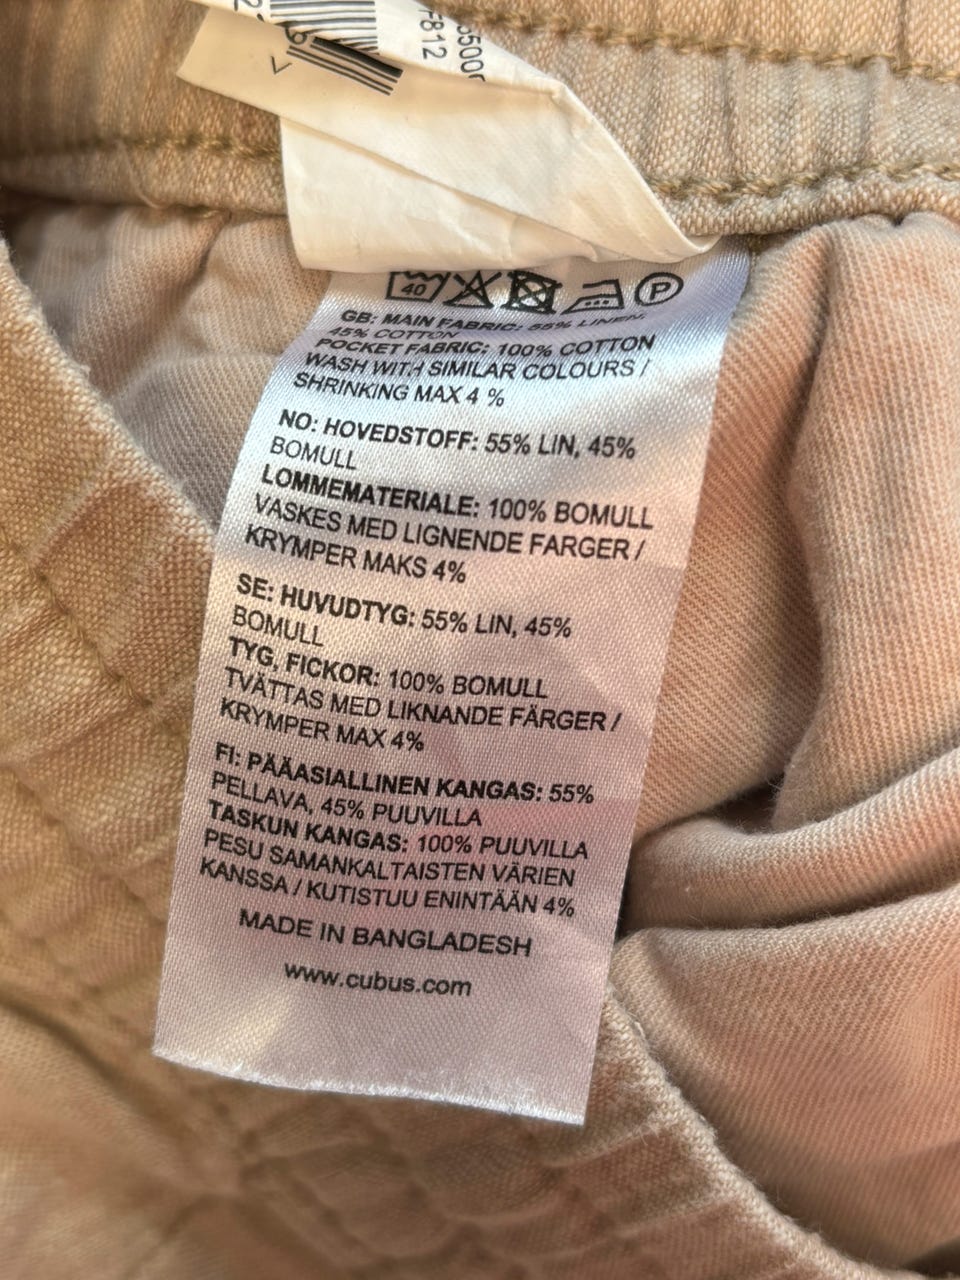 5500
F812
40
P
GB: MAIN FABRIC: 55% LINEN,
45% COTTON
POCKET FABRIC: 100% COTTON
WASH WITH SIMILAR COLOURS /
SHRINKING MAX 4 %
NO: HOVEDSTOFF: 55% LIN, 45%
BOMULL
LOMMEMATERIALE: 100% BOMULL
VASKES MED LIGNENDE FARGER /
KRYMPER MAKS 4%
SE: HUVUDTYG: 55% LIN, 45%
BOMULL
TYG, FICKOR: 100% BOMULL
TVÄTTAS MED LIKNANDE FÄRGER /
KRYMPER MAX 4%
FI: PÄÄASIALLINEN KANGAS: 55%
PELLAVA, 45% PUUVILLA
TASKUN KANGAS: 100% PUUVILLA
PESU SAMANKALTAISTEN VÄRIEN
KANSSA / KUTISTUU ENINTÄÄN 4%
MADE IN BANGLADESH
www.cubus.com